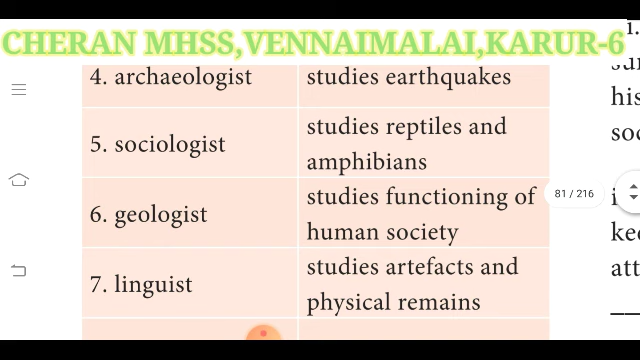 CHERAN MHSS,VENNAIMALAI,KARUR-6
4. archaeologist studies earthquakes
5. sociologist studies reptiles and
amphibians
6. geologist studies functioning of
human society
7. linguist studies artefacts and
physical remains
81 / 216
his
soc
att